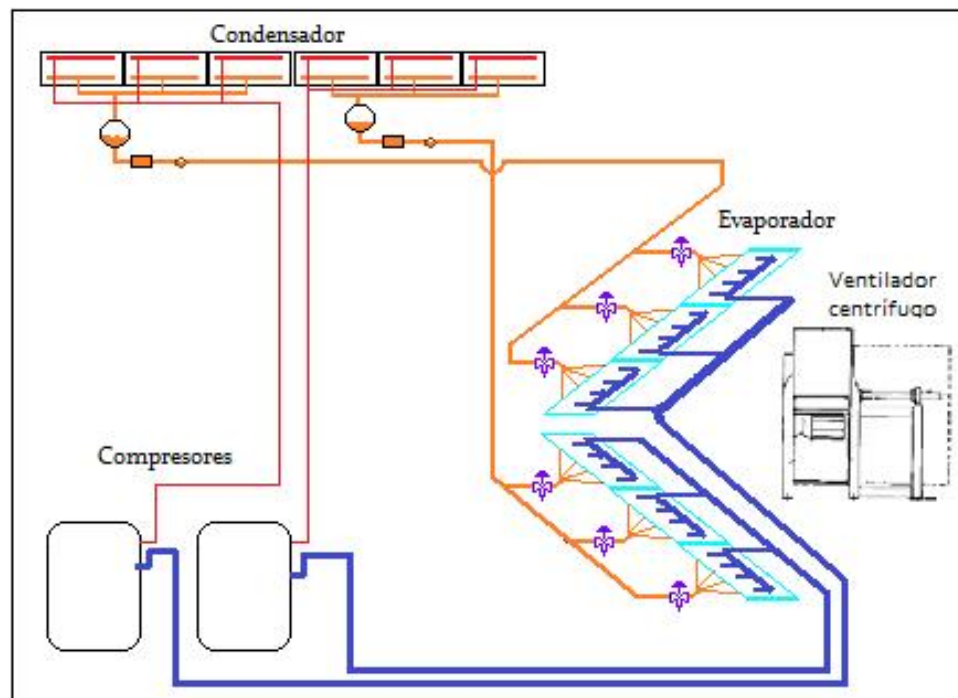 Condensador
Evaporador
Ventilador
centrífugo
Compresores